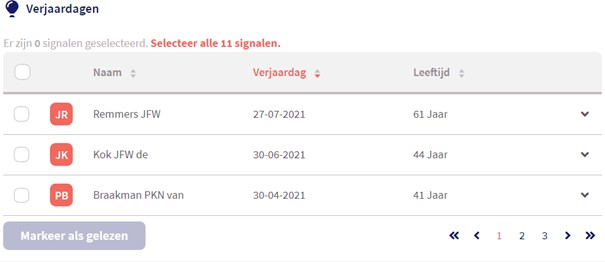 Verjaardagen
Er zijn 0 signalen geselecteerd. Selecteer alle 11 signalen.
Naam Verjaardag Leeftijd
JR Remmers JFW 27-07-2021 61 Jaar
JK Kok JFW de 30-06-2021 44 Jaar
PB Braakman PKN van 30-04-2021 41 Jaar
Markeer als gelezen 1 2 3